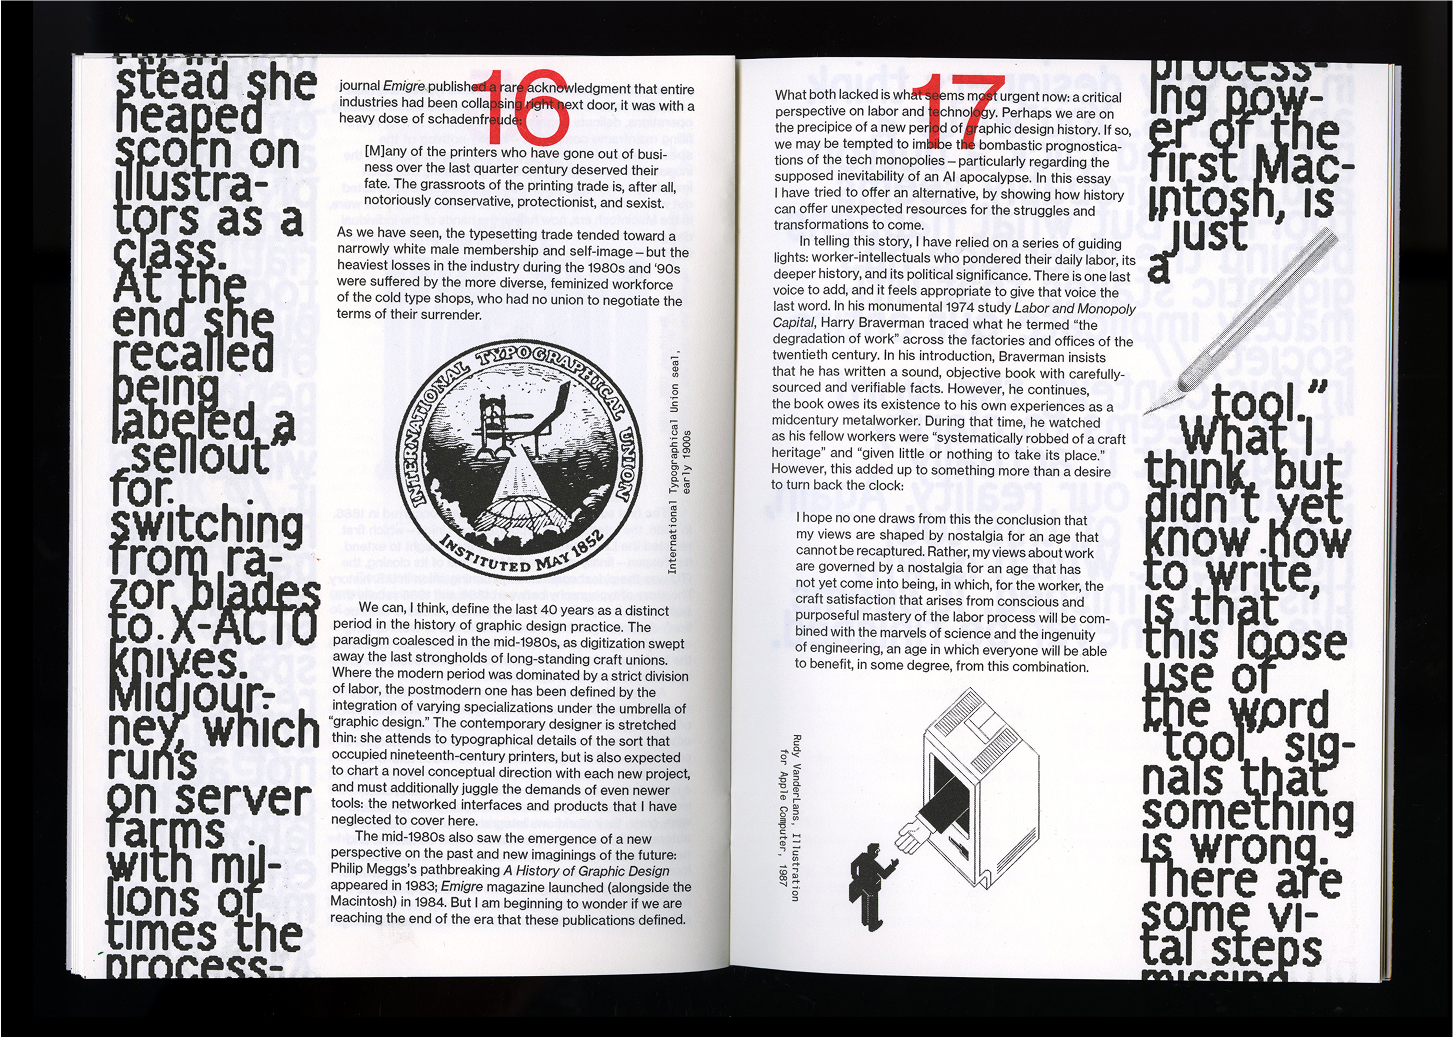 stead she
heaped
scorn on
illustra-
tors as a
class.
At the
end she
recalled
being
labeled a
“sellout”
for
switching
from ra-
zor blades
to X-ACTO
knives.
Midjour-
ney, which
runs
on server
farms
with mil-
lions of
times the
process-
16
journal Emigre published a rare acknowledgment that entire
industries had been collapsing right next door, it was with a
heavy dose of schadenfreude:
[M]any of the printers who have gone out of busi-
ness over the last quarter century deserved their
fate. The grassroots of the printing trade is, after all,
notoriously conservative, protectionist, and sexist.
As we have seen, the typesetting trade tended toward a
narrowly white male membership and self-image – but the
heaviest losses in the industry during the 1980s and ‘90s
were suffered by the more diverse, feminized workforce
of the cold type shops, who had no union to negotiate the
terms of their surrender.
INTERNATIONAL TYPOGRAPHICAL UNION
INSTITUTED MAY 1852
International Typographical Union seal,
early 1900s
We can, I think, define the last 40 years as a distinct
period in the history of graphic design practice. The
paradigm coalesced in the mid-1980s, as digitization swept
away the last strongholds of long-standing craft unions.
Where the modern period was dominated by a strict division
of labor, the postmodern one has been defined by the
integration of varying specializations under the umbrella of
“graphic design.” The contemporary designer is stretched
thin: she attends to typographical details of the sort that
occupied nineteenth-century printers, but is also expected
to chart a novel conceptual direction with each new project,
and must additionally juggle the demands of even newer
tools: the networked interfaces and products that I have
neglected to cover here.
The mid-1980s also saw the emergence of a new
perspective on the past and new imaginings of the future:
Philip Meggs’s pathbreaking A History of Graphic Design
appeared in 1983; Emigre magazine launched (alongside the
Macintosh) in 1984. But I am beginning to wonder if we are
reaching the end of the era that these publications defined.
17
What both lacked is what seems most urgent now: a critical
perspective on labor and technology. Perhaps we are on
the precipice of a new period of graphic design history. If so,
we may be tempted to imbibe the bombastic prognostica-
tions of the tech monopolies – particularly regarding the
supposed inevitability of an AI apocalypse. In this essay
I have tried to offer an alternative, by showing how history
can offer unexpected resources for the struggles and
transformations to come.
In telling this story, I have relied on a series of guiding
lights: worker-intellectuals who pondered their daily labor, its
deeper history, and its political significance. There is one last
voice to add, and it feels appropriate to give that voice the
last word. In his monumental 1974 study Labor and Monopoly
Capital, Harry Braverman traced what he termed “the
degradation of work” across the factories and offices of the
twentieth century. In his introduction, Braverman insists
that he has written a sound, objective book with carefully-
sourced and verifiable facts. However, he continues,
the book owes its existence to his own experiences as a
midcentury metalworker. During that time, he watched
as his fellow workers were “systematically robbed of a craft
heritage” and “given little or nothing to take its place.”
However, this added up to something more than a desire
to turn back the clock:
I hope no one draws from this the conclusion that
my views are shaped by nostalgia for an age that
cannot be recaptured. Rather, my views about work
are governed by a nostalgia for an age that has
not yet come into being, in which, for the worker, the
craft satisfaction that arises from conscious and
purposeful mastery of the labor process will be com-
bined with the marvels of science and the ingenuity
of engineering, an age in which everyone will be able
to benefit, in some degree, from this combination.
Rudy VanderLans, Illustration
for Apple Computer, 1987
process-
ing pow-
er of the
first Mac-
intosh, is
“just
a
tool.”
What I
think, but
didn’t yet
know how
to write,
is that
this loose
use of
the word
“tool” sig-
nals that
something
is wrong.
There are
some vi-
tal steps
missing